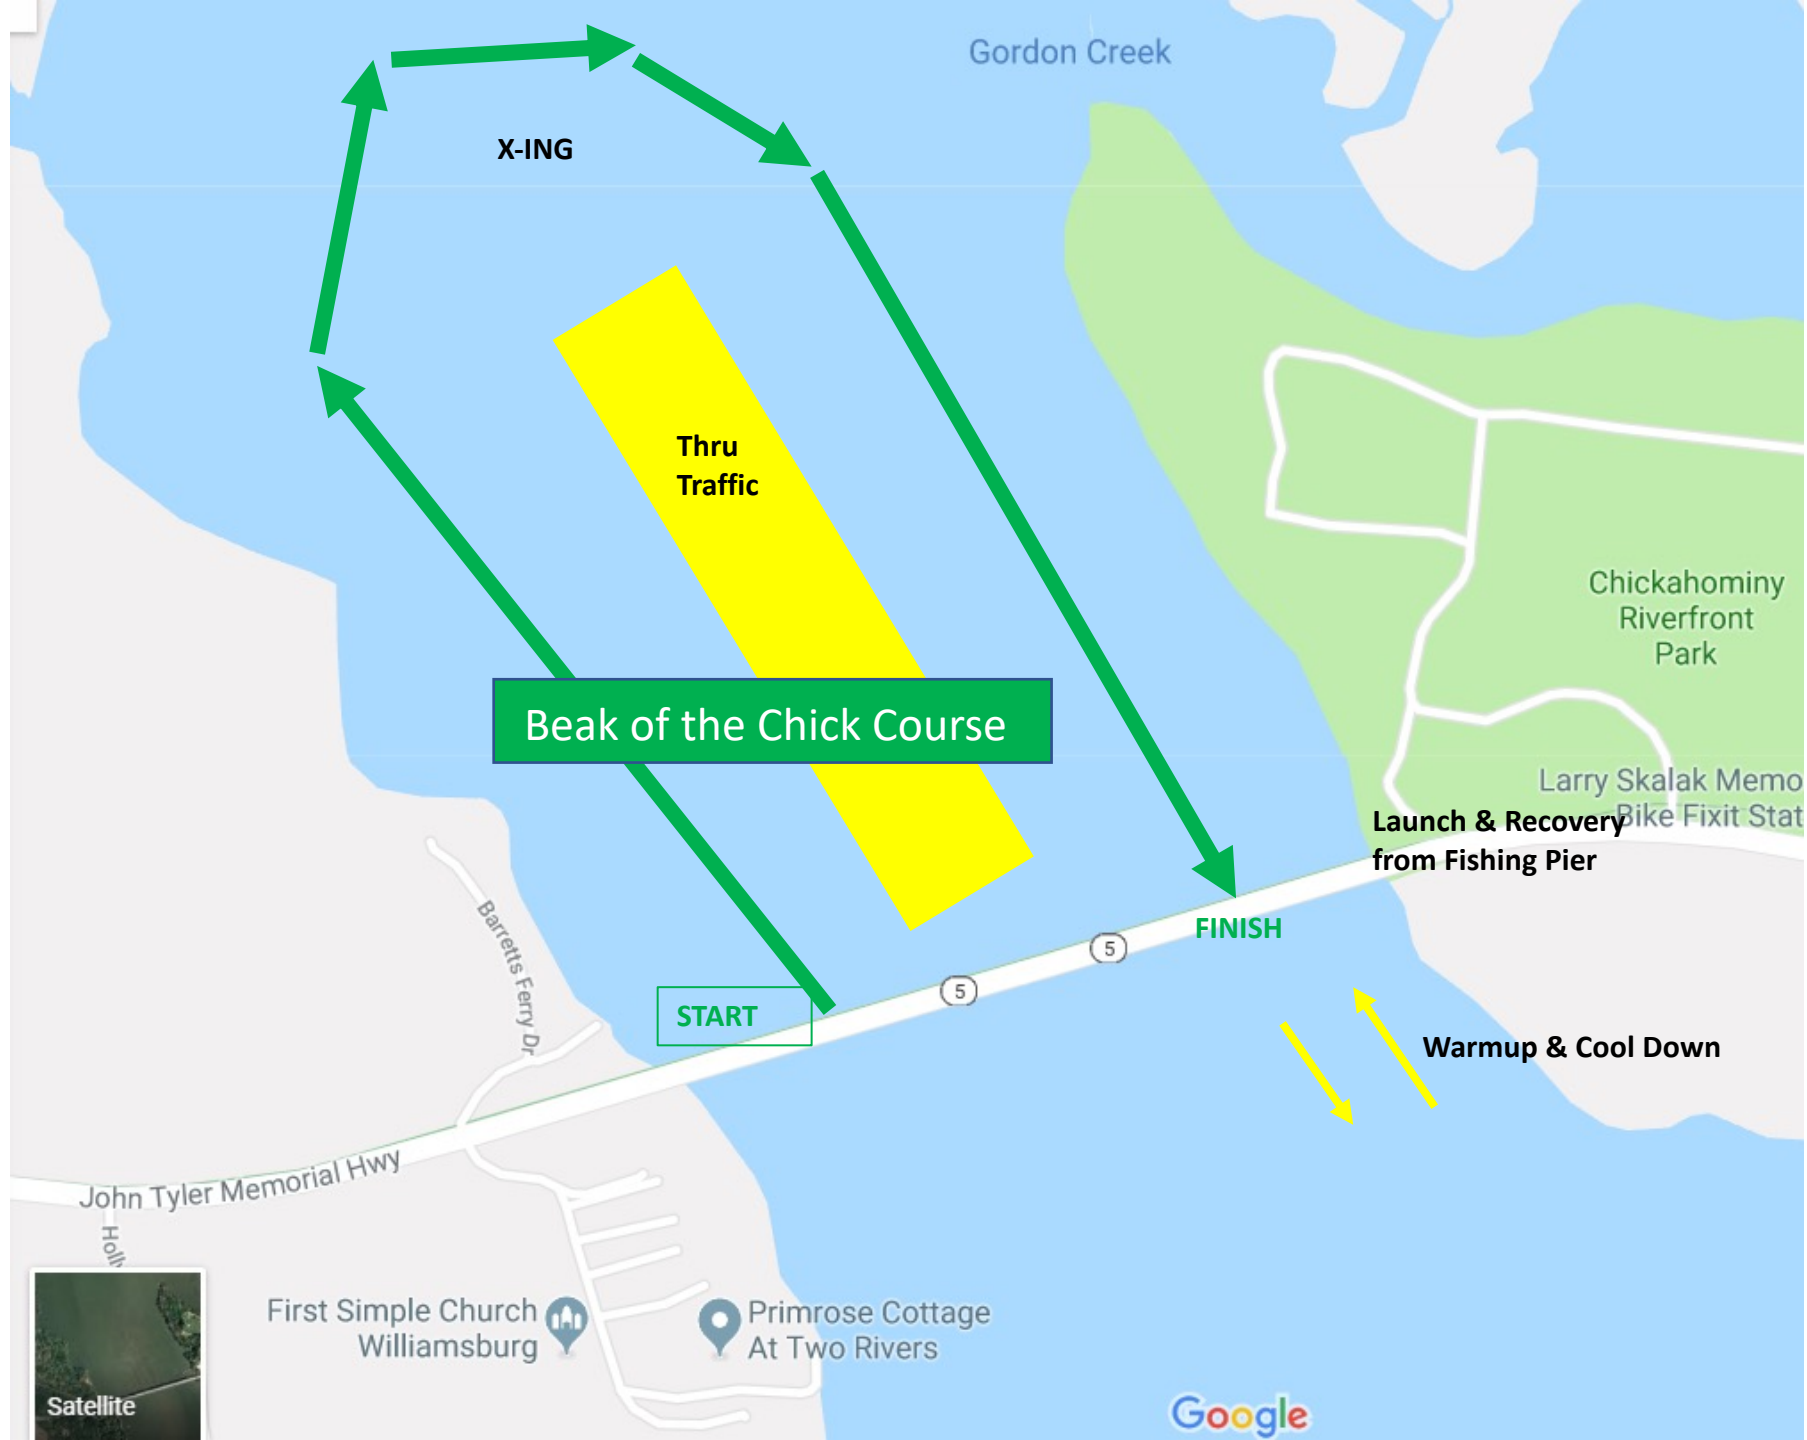 Gordon Creek
X-ING
Thru
Traffic
Chickahominy
Riverfront
Park
Beak of the Chick Course
Larry Skalak Memo
Bike Fixit Stat
Launch & Recovery
from Fishing Pier
Barretts Ferry Dr
FINISH
5
5
START
Warmup & Cool Down
John Tyler Memorial Hwy
Holly
First Simple Church
Williamsburg
Primrose Cottage
At Two Rivers
Satellite
Google